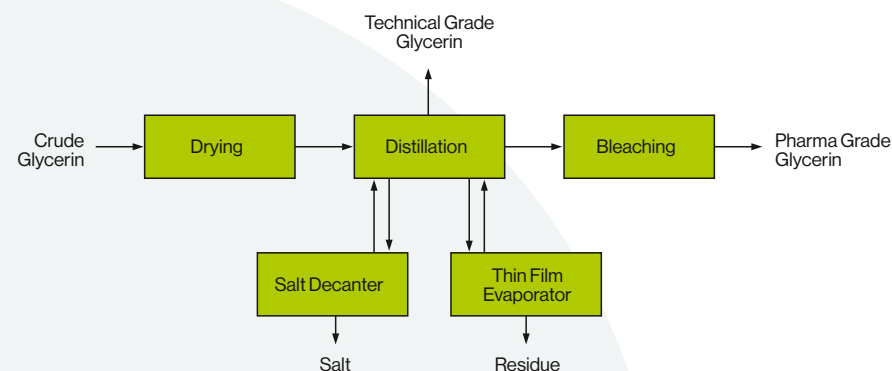 Technical Grade
Glycerin
Crude
Glycerin
Drying
Distillation
Bleaching
Pharma Grade
Glycerin
Salt Decanter
Thin Film
Evaporator
Salt
Residue